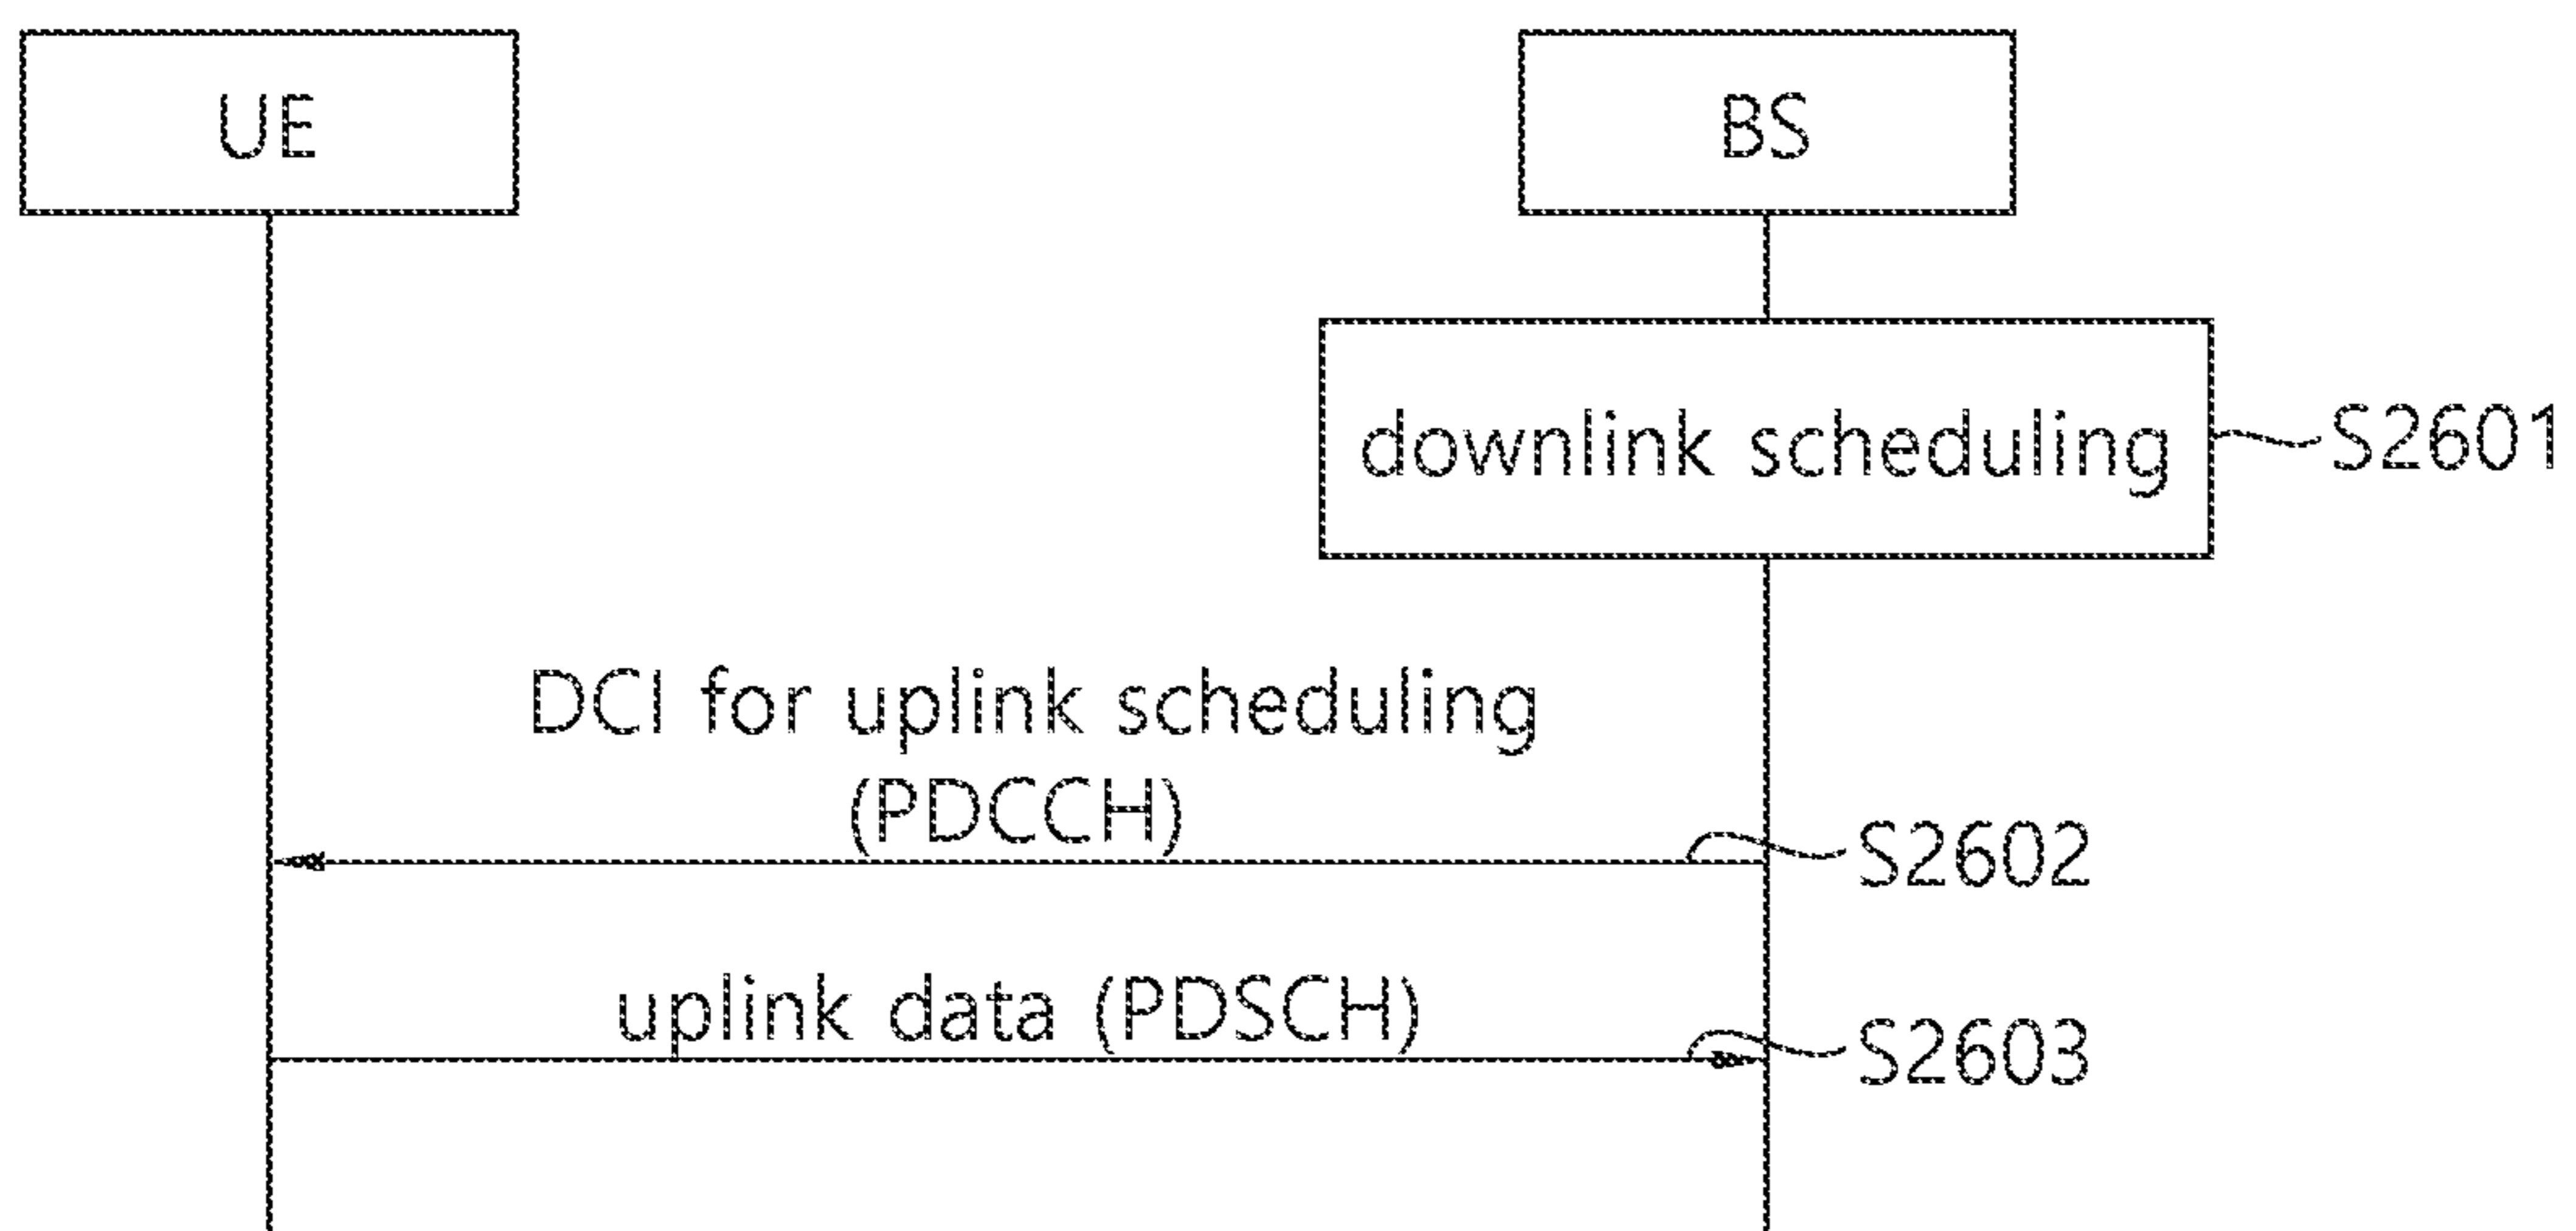 UE
BS
downlink scheduling
S2601
DCI for uplink scheduling
(PDCCH)
S2602
uplink data (PDSCH)
S2603